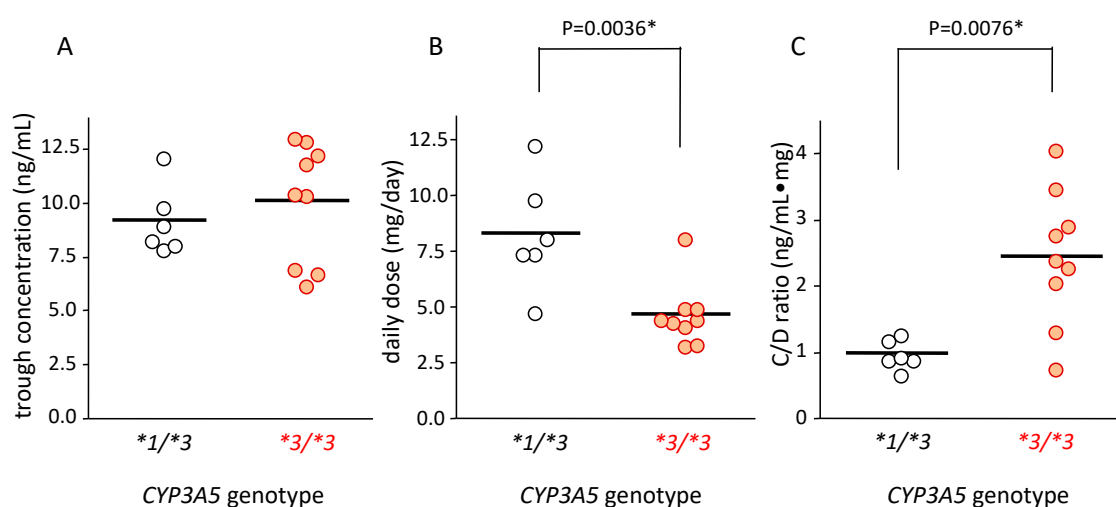 A
trough concentration (ng/mL)
12.5
10.0
7.5
5.0
2.5
0.0
*1/*3
*3/*3
CYP3A5 genotype
B
P=0.0036*
daily dose (mg/day)
12.5
10.0
7.5
5.0
2.5
0.0
*1/*3
*3/*3
CYP3A5 genotype
C
P=0.0076*
C/D ratio (ng/mL•mg)
4
3
2
1
0
*1/*3
*3/*3
CYP3A5 genotype